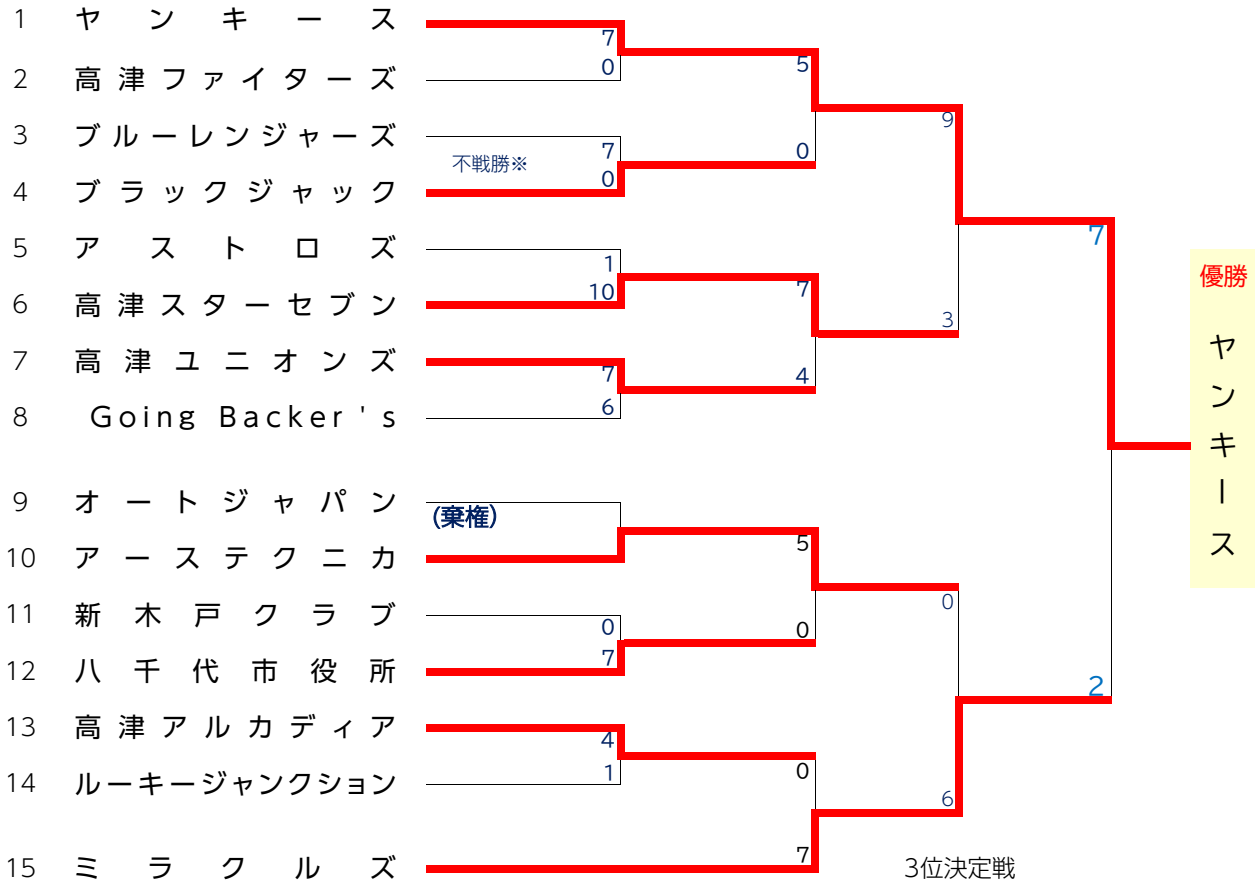 1 ヤンキース
7
2 高津ファイターズ
0
5
3 ブルーレンジャーズ
7
不戦勝※
4 ブラックジャック
0
0
9
5 アストロズ
1
6 高津スターセブン
10
7
7 高津ユニオンズ
7
4
8 Going Backer's
6
3
7
優勝
ヤンキース
9 オートジャパン
(棄権)
10 アーステクニカ
5
11 新木戸クラブ
0
12 八千代市役所
7
0
0
13 高津アルカディア
4
14 ルーキージャンクション
1
0
6
2
15 ミラクルズ
7
3位決定戦